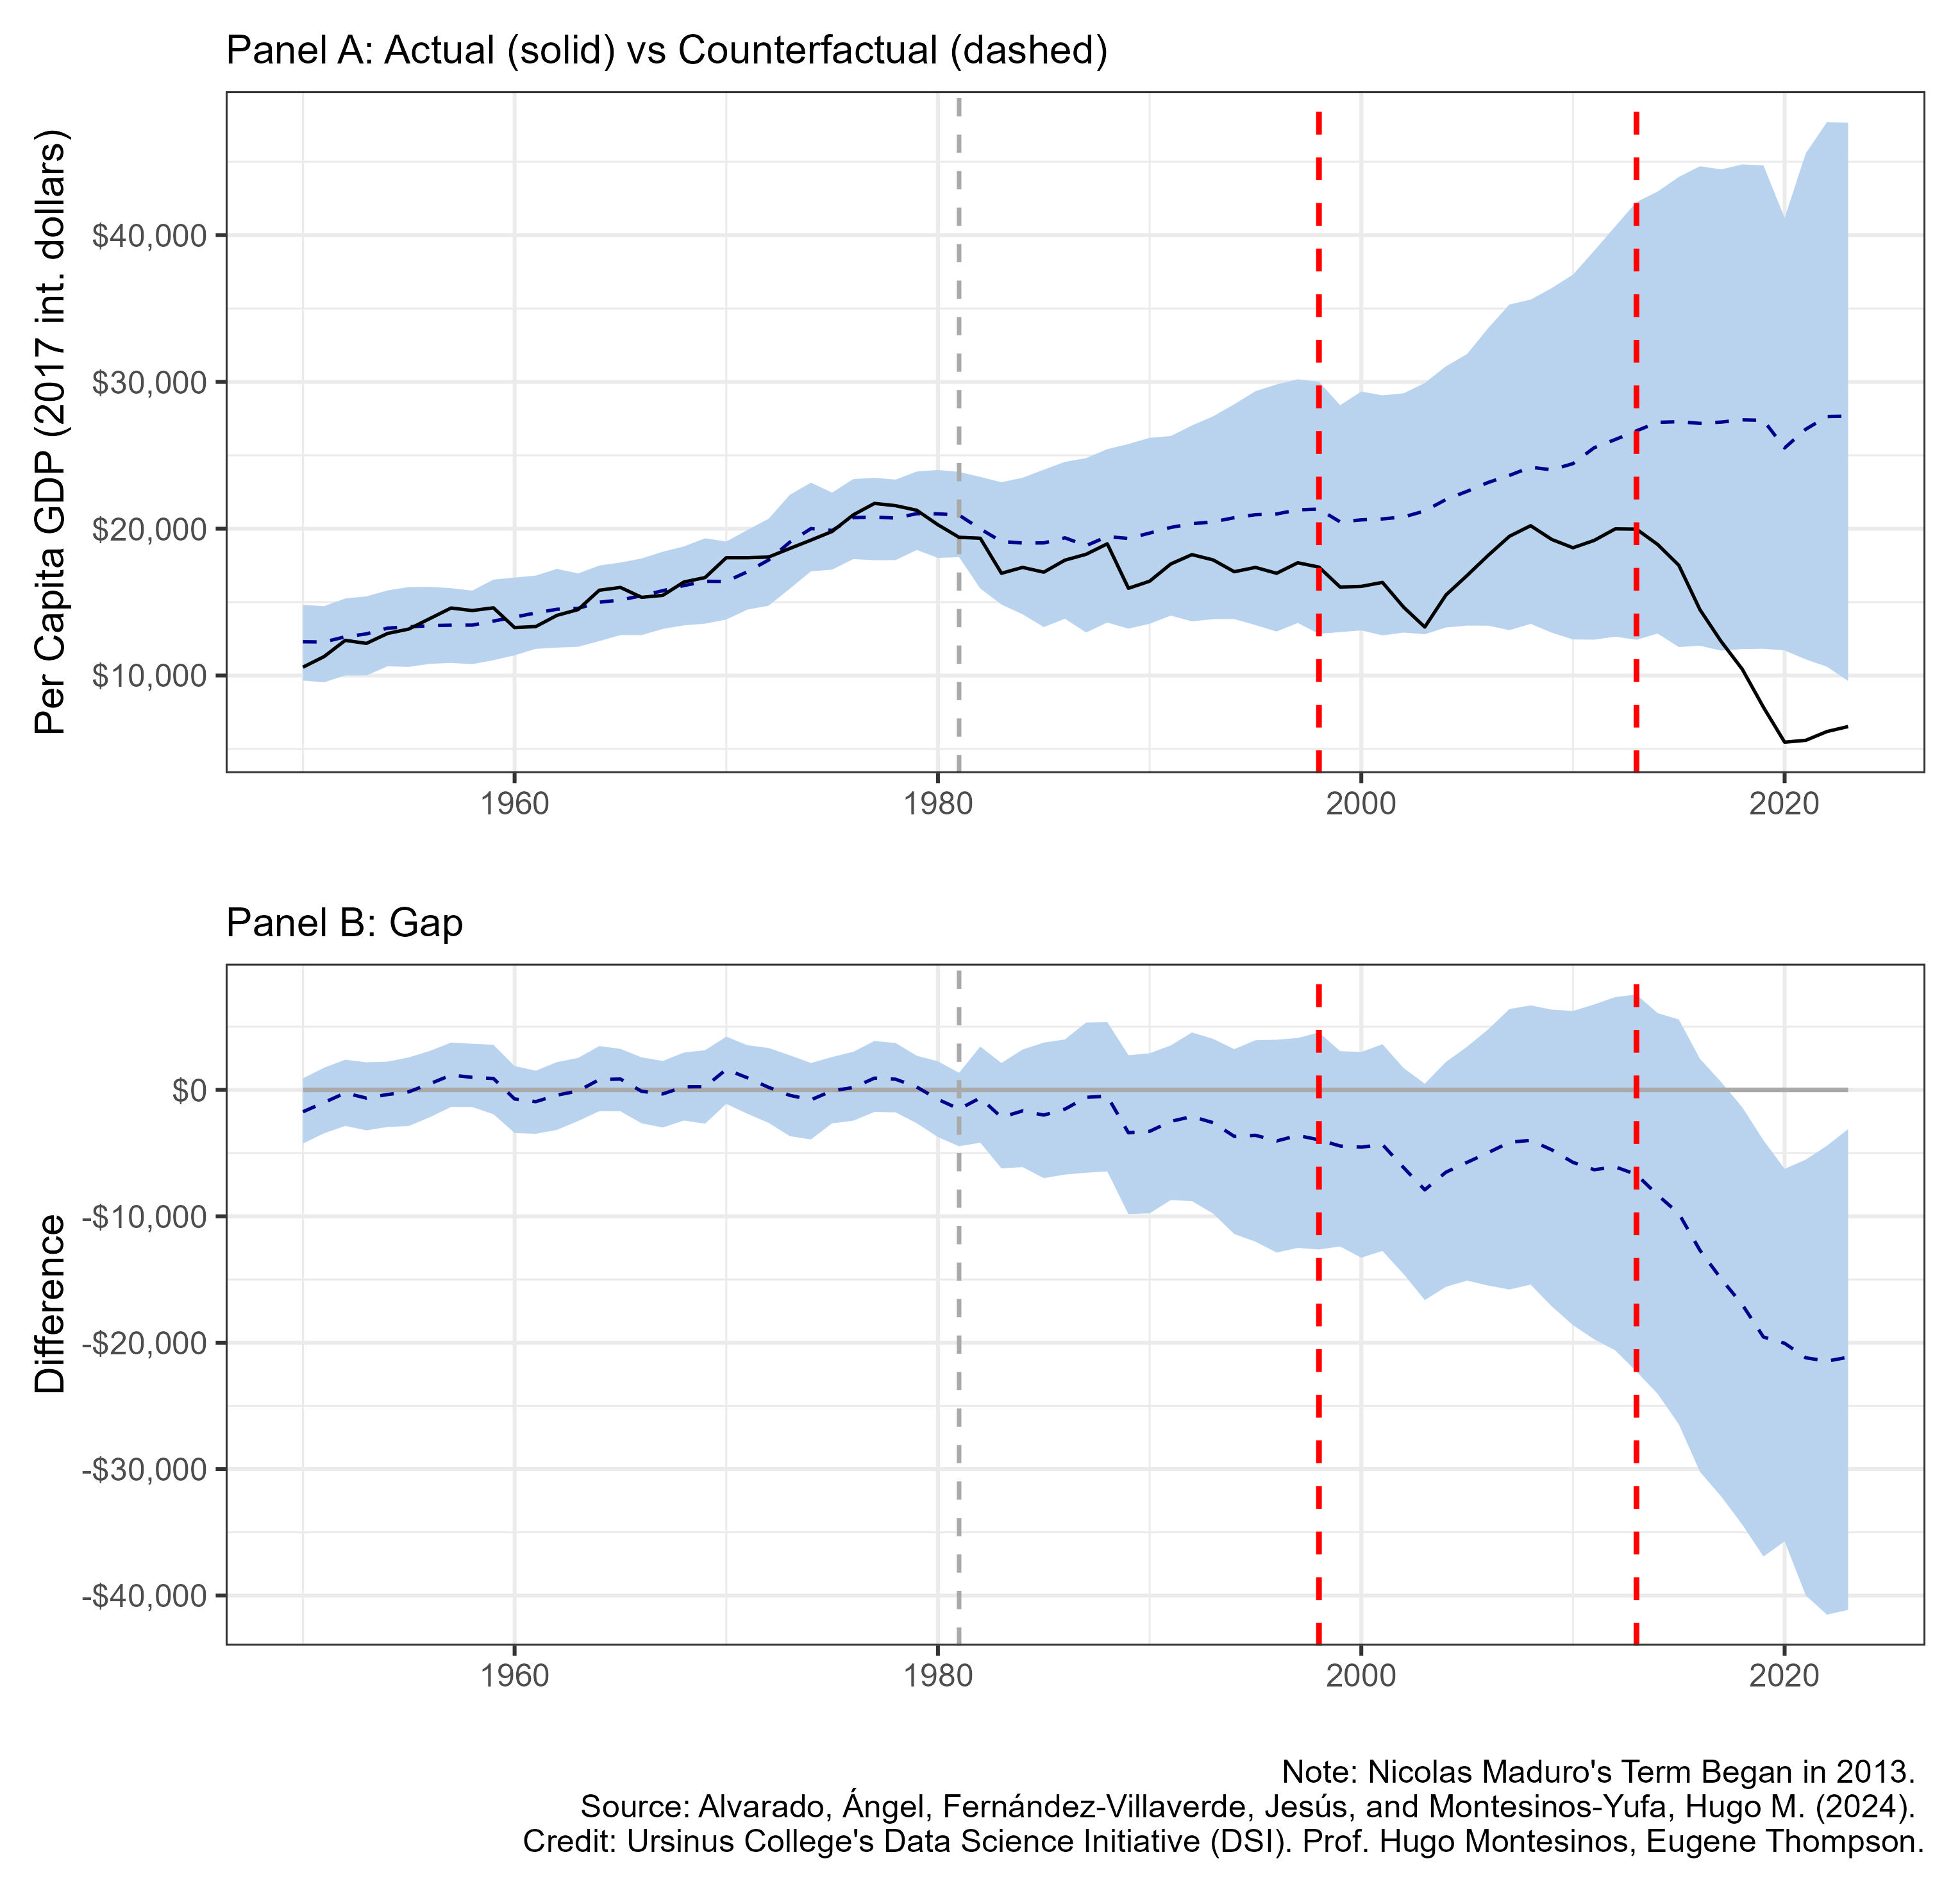 Panel A: Actual (solid) vs Counterfactual (dashed)
Per Capita GDP (2017 int. dollars)
$40,000
$30,000
$20,000
$10,000
1960
1980
2000
2020
Panel B: Gap
Difference
$0
-$10,000
-$20,000
-$30,000
-$40,000
1960
1980
2000
2020
Note: Nicolas Maduro's Term Began in 2013.
Source: Alvarado, Ángel, Fernández-Villaverde, Jesús, and Montesinos-Yufa, Hugo M. (2024).
Credit: Ursinus College's Data Science Initiative (DSI). Prof. Hugo Montesinos, Eugene Thompson.